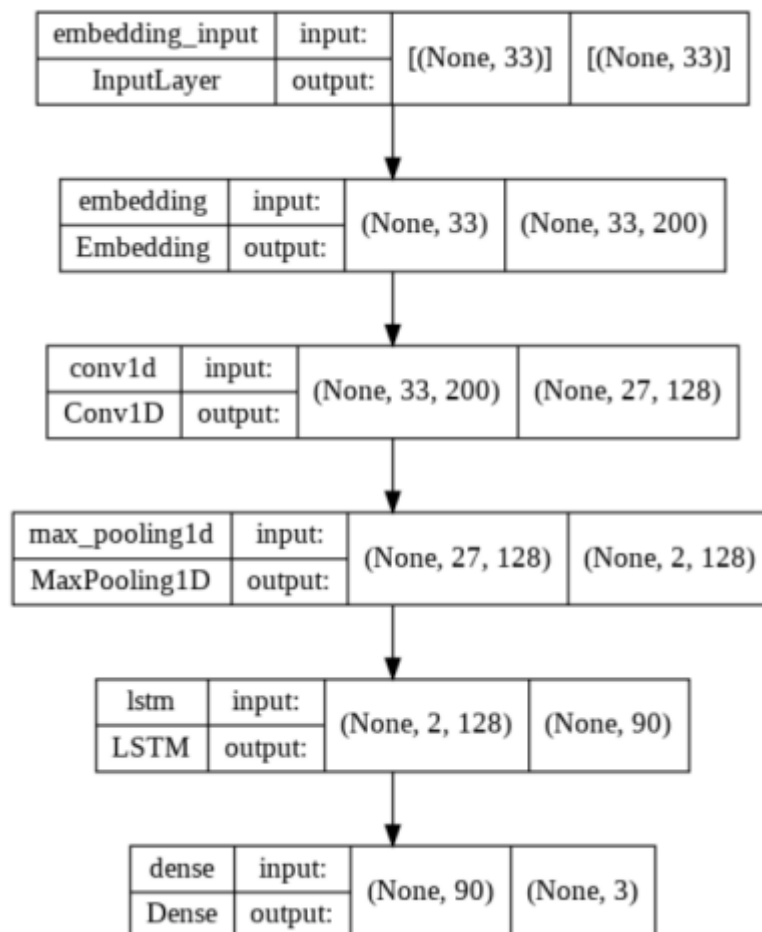 embedding_input input: [(None, 33)] [(None, 33)]
InputLayer output:
embedding input: (None, 33) (None, 33, 200)
Embedding output:
conv1d input: (None, 33, 200) (None, 27, 128)
Conv1D output:
max_pooling1d input: (None, 27, 128) (None, 2, 128)
MaxPooling1D output:
lstm input: (None, 2, 128) (None, 90)
LSTM output:
dense input: (None, 90) (None, 3)
Dense output: